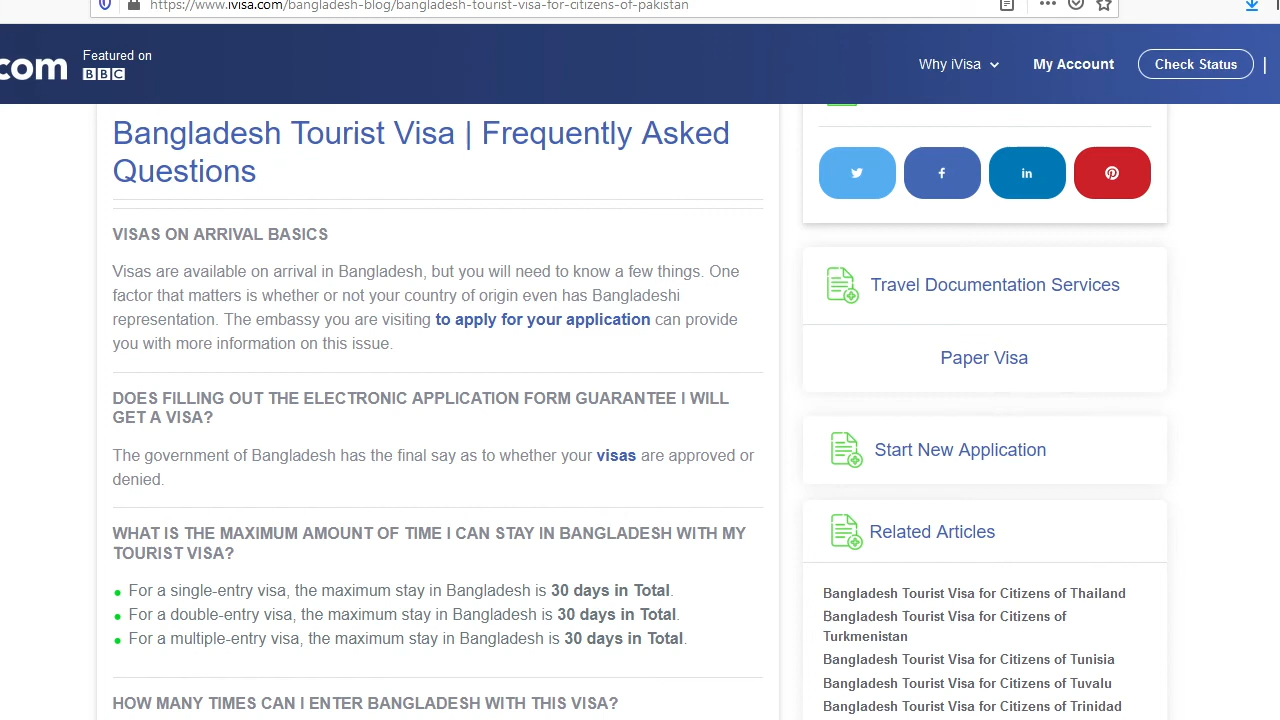 https://www.ivisa.com/bangladesh-blog/bangladesh-tourist-visa-for-citizens-of-pakistan
com
Featured on
BBC
Why iVisa
My Account
Check Status
Bangladesh Tourist Visa | Frequently Asked
Questions
VISAS ON ARRIVAL BASICS
Visas are available on arrival in Bangladesh, but you will need to know a few things. One
factor that matters is whether or not your country of origin even has Bangladeshi
representation. The embassy you are visiting to apply for your application can provide
you with more information on this issue.
DOES FILLING OUT THE ELECTRONIC APPLICATION FORM GUARANTEE I WILL
GET A VISA?
The government of Bangladesh has the final say as to whether your visas are approved or
denied.
WHAT IS THE MAXIMUM AMOUNT OF TIME I CAN STAY IN BANGLADESH WITH MY
TOURIST VISA?
For a single-entry visa, the maximum stay in Bangladesh is 30 days in Total.
For a double-entry visa, the maximum stay in Bangladesh is 30 days in Total.
For a multiple-entry visa, the maximum stay in Bangladesh is 30 days in Total.
HOW MANY TIMES CAN I ENTER BANGLADESH WITH THIS VISA?
Travel Documentation Services
Paper Visa
Start New Application
Related Articles
Bangladesh Tourist Visa for Citizens of Thailand
Bangladesh Tourist Visa for Citizens of
Turkmenistan
Bangladesh Tourist Visa for Citizens of Tunisia
Bangladesh Tourist Visa for Citizens of Tuvalu
Bangladesh Tourist Visa for Citizens of Trinidad